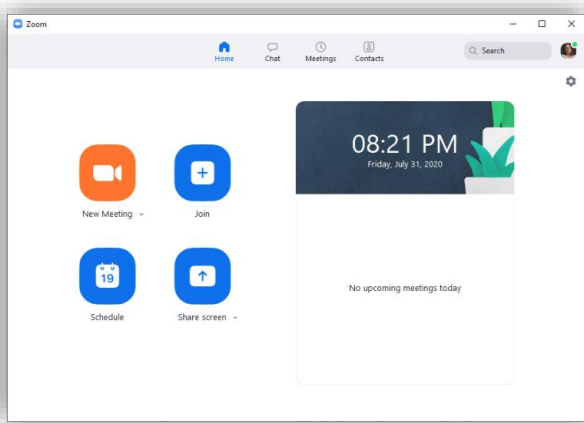 Zoom
Home Chat Meetings Contacts
Search
08:21 PM
Friday, July 31, 2020
New Meeting Join
19
Schedule Share screen
No upcoming meetings today